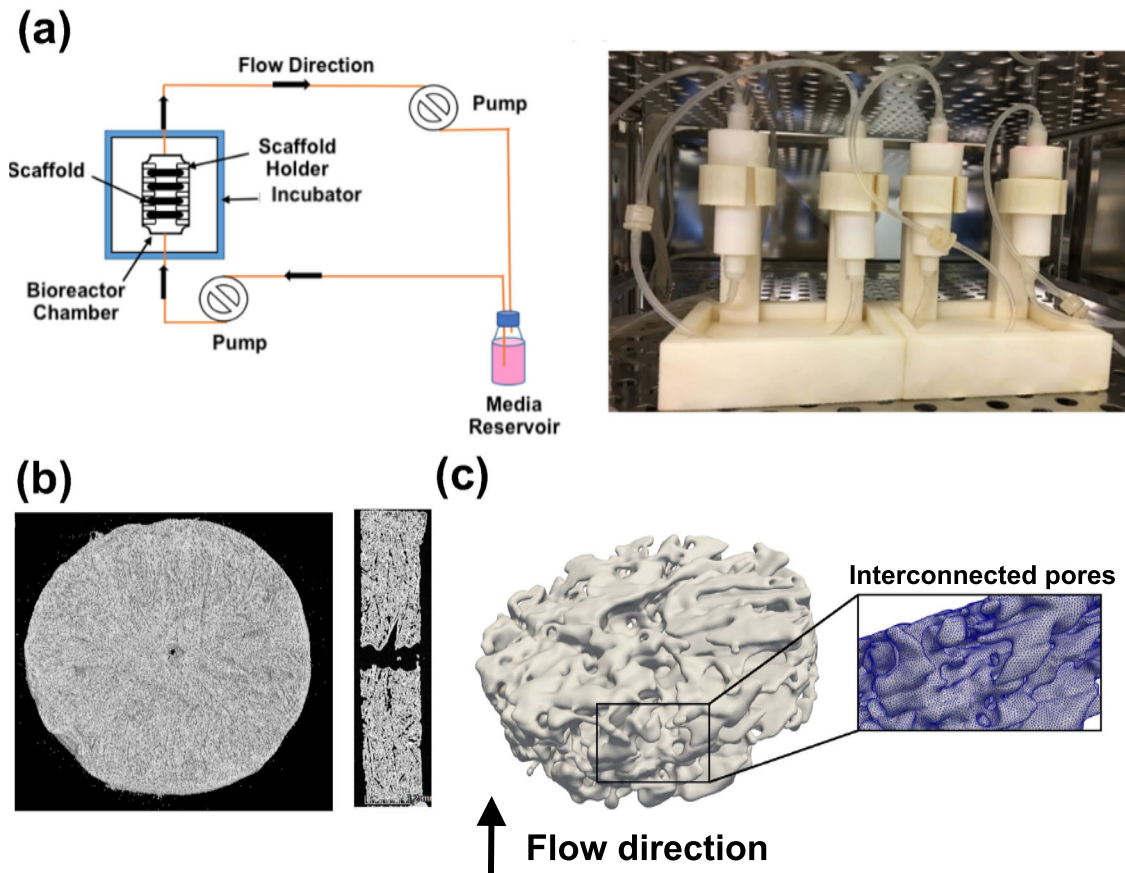 (a)
Flow Direction
Pump
Scaffold
Holder
Scaffold
Incubator
Bioreactor
Chamber
Pump
Media
Reservoir
(b)
(c)
Interconnected pores
Flow direction